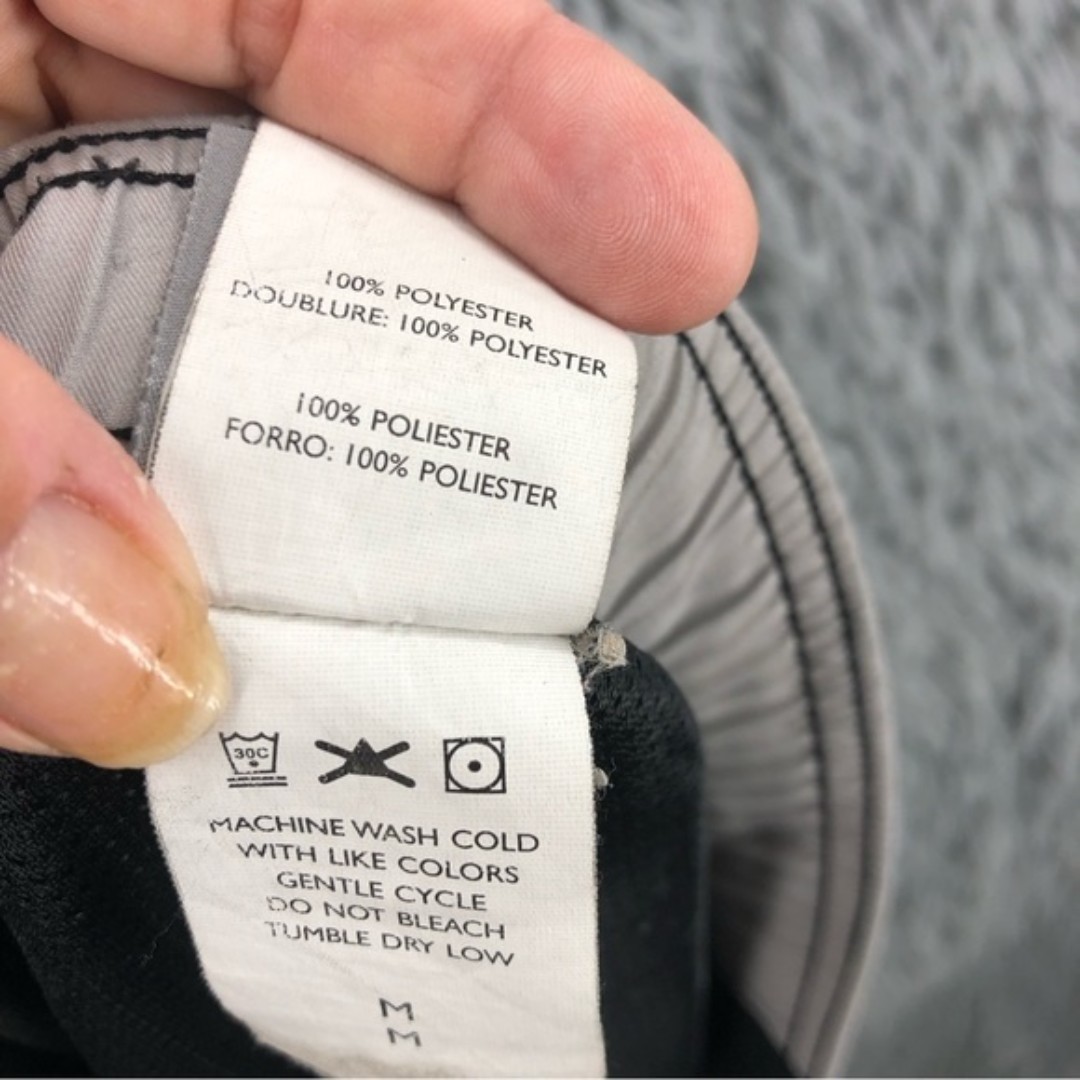 100% POLYESTER
DOUBLURE: 100% POLYESTER
100% POLIESTER
FORRO: 100% POLIESTER
30C
MACHINE WASH COLD
WITH LIKE COLORS
GENTLE CYCLE
DO NOT BLEACH
TUMBLE DRY LOW
M
M